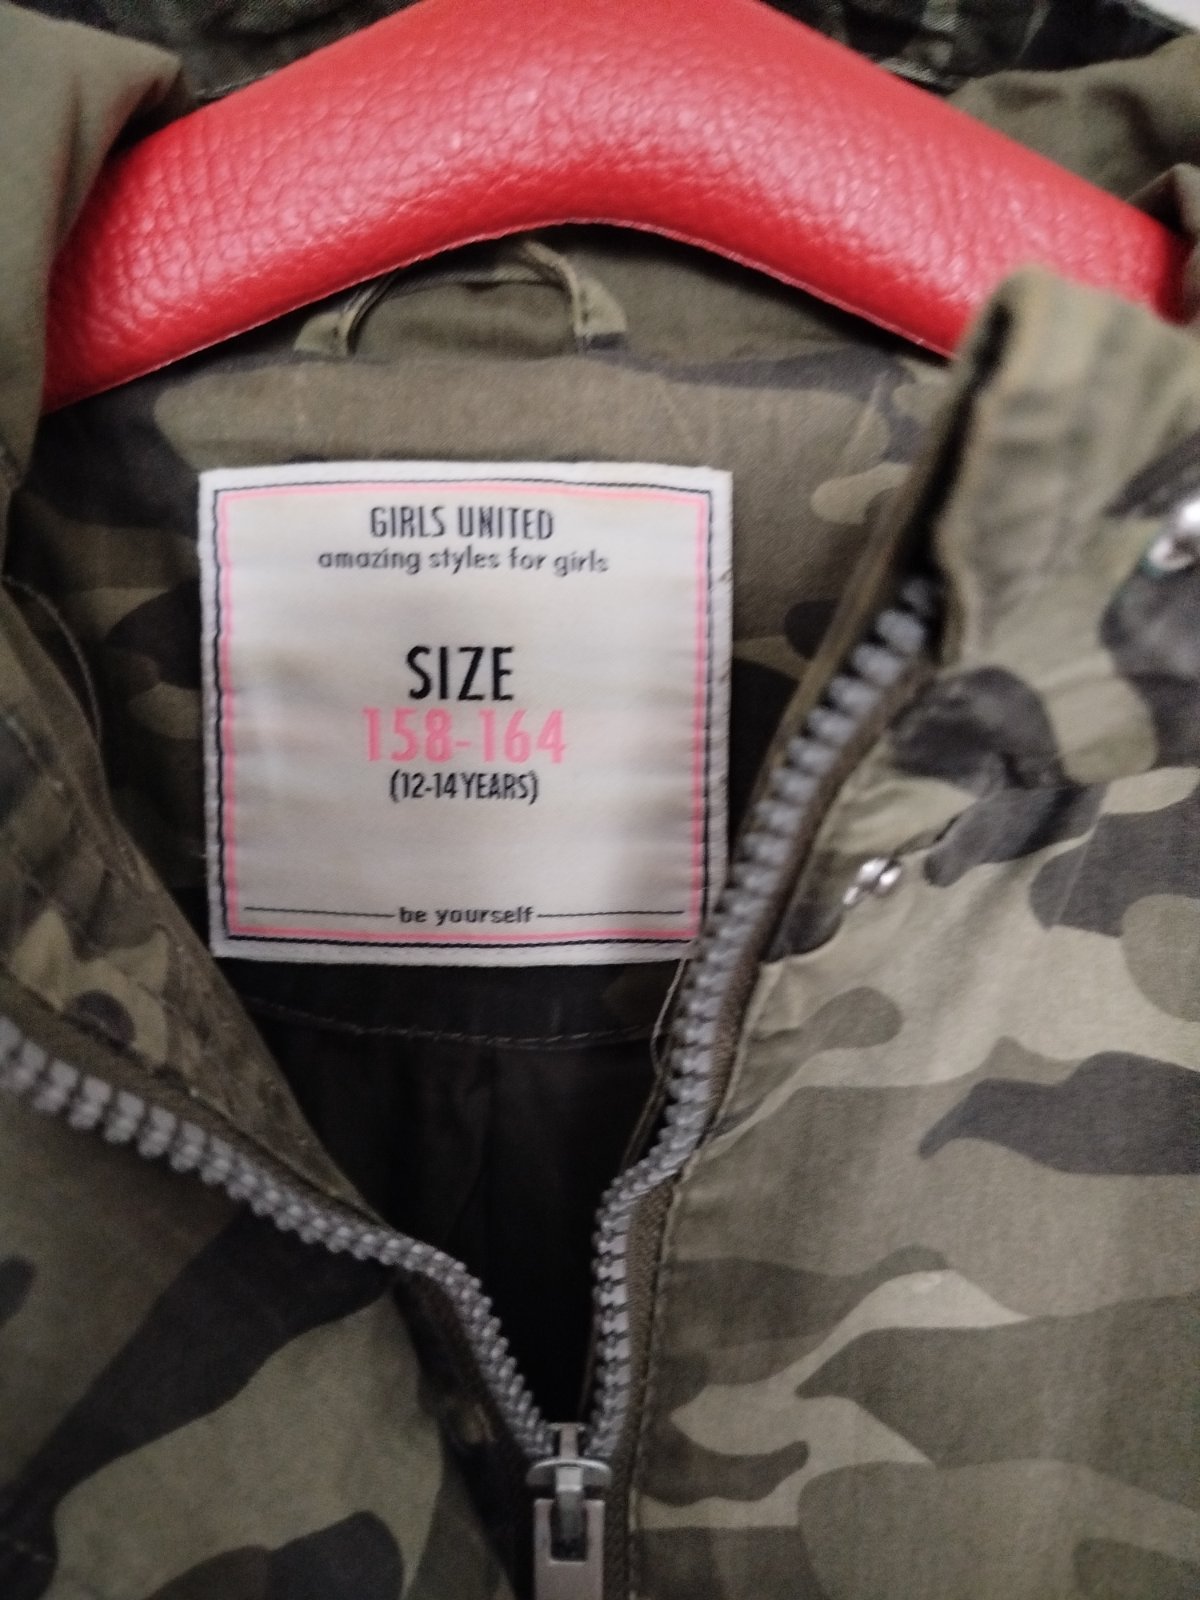 GIRLS UNITED
amazing styles for girls
SIZE
158-164
(12-14 YEARS)
be yourself